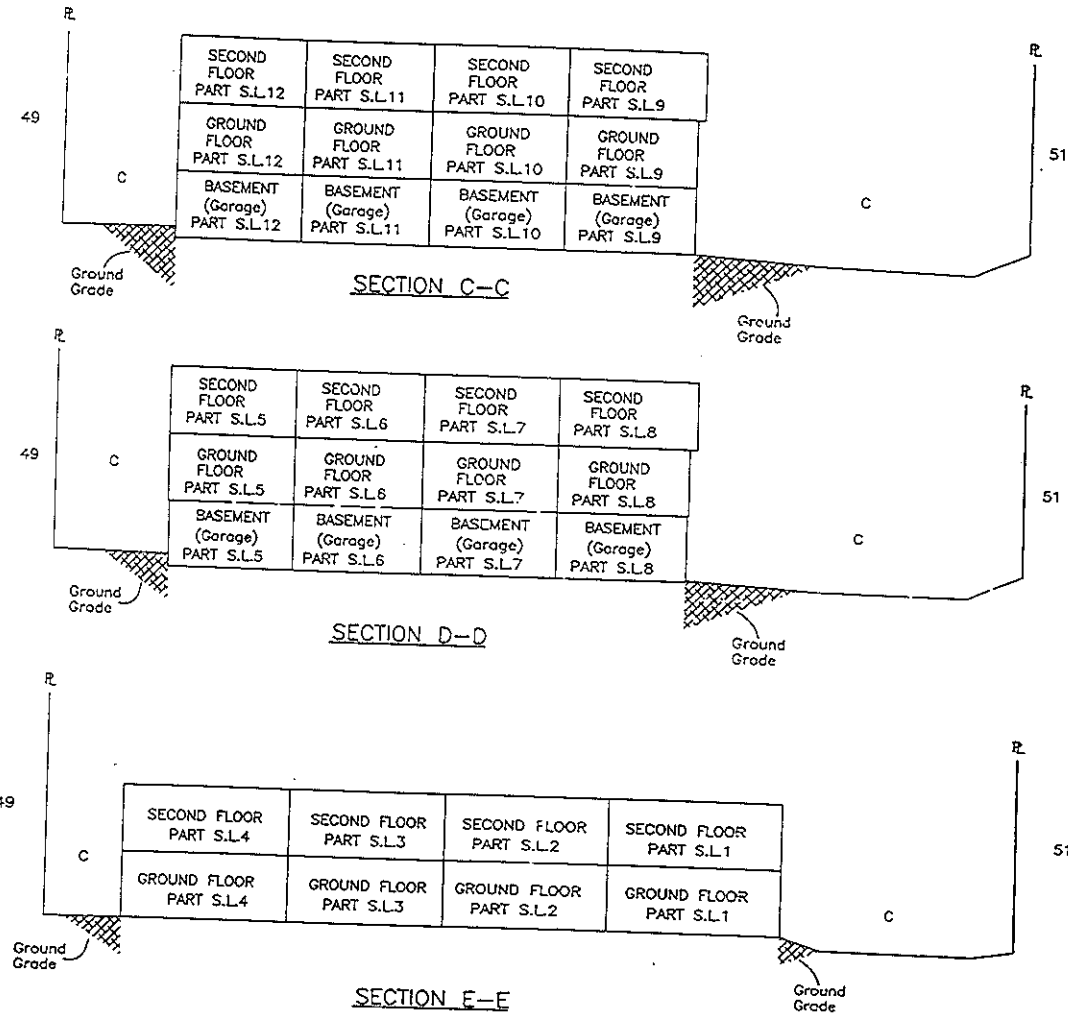 PL
PL
SECOND
FLOOR
PART S.L.12
SECOND
FLOOR
PART S.L.11
SECOND
FLOOR
PART S.L.10
SECOND
FLOOR
PART S.L.9
49
GROUND
FLOOR
PART S.L.12
GROUND
FLOOR
PART S.L.11
GROUND
FLOOR
PART S.L.10
GROUND
FLOOR
PART S.L.9
51
C
BASEMENT
(Garage)
PART S.L.12
BASEMENT
(Garage)
PART S.L.11
BASEMENT
(Garage)
PART S.L.10
BASEMENT
(Garage)
PART S.L.9
C
Ground
Grade
SECTION C-C
Ground
Grade
PL
PL
SECOND
FLOOR
PART S.L.5
SECOND
FLOOR
PART S.L.6
SECOND
FLOOR
PART S.L.7
SECOND
FLOOR
PART S.L.8
49
C
GROUND
FLOOR
PART S.L.5
GROUND
FLOOR
PART S.L.6
GROUND
FLOOR
PART S.L.7
GROUND
FLOOR
PART S.L.8
51
BASEMENT
(Garage)
PART S.L.5
BASEMENT
(Garage)
PART S.L.6
BASEMENT
(Garage)
PART S.L.7
BASEMENT
(Garage)
PART S.L.8
C
Ground
Grade
SECTION D-D
Ground
Grade
PL
PL
49
SECOND FLOOR
PART S.L.4
SECOND FLOOR
PART S.L.3
SECOND FLOOR
PART S.L.2
SECOND FLOOR
PART S.L.1
51
C
GROUND FLOOR
PART S.L.4
GROUND FLOOR
PART S.L.3
GROUND FLOOR
PART S.L.2
GROUND FLOOR
PART S.L.1
C
Ground
Grade
SECTION E-E
Ground
Grade